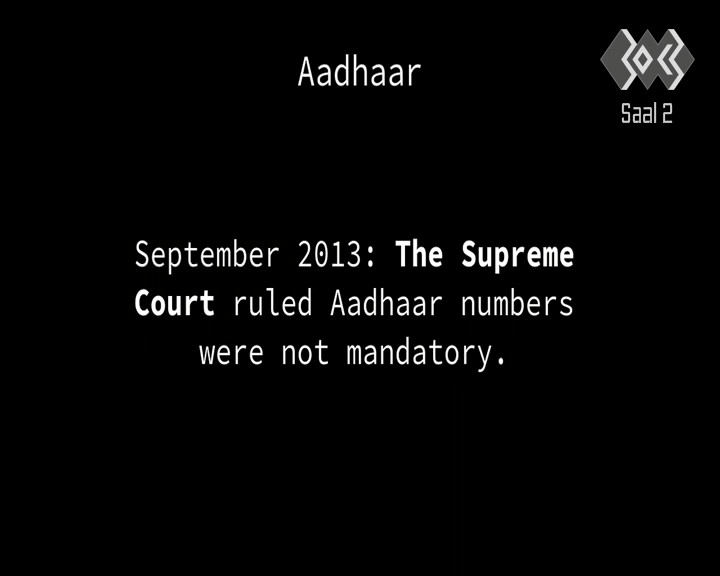 Aadhaar
Saal 2
September 2013: The Supreme
Court ruled Aadhaar numbers
were not mandatory.